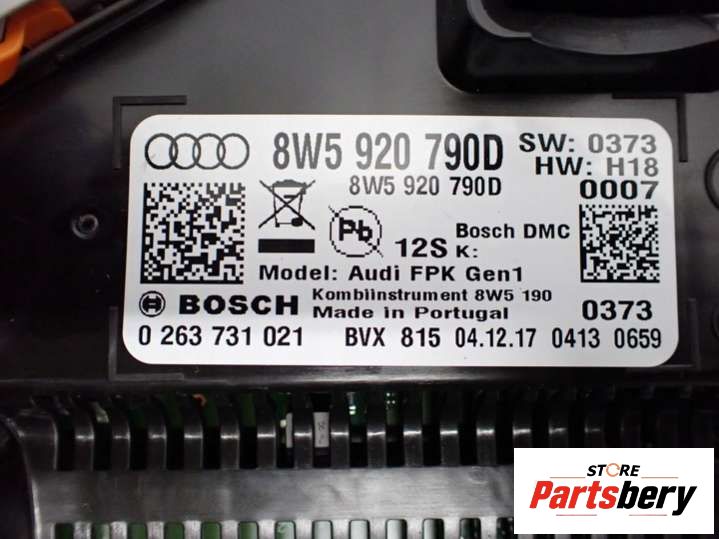 8W5 920 790D SW: 0373
8W5 920 790D HW: H18
0007
Pb 12S Bosch DMC
K:
Model: Audi FPK Gen1
BOSCH Kombiinstrument 8W5 190 0373
Made in Portugal
0 263 731 021 BVX 815 04.12.17 0413 0659
STORE
Partsbery